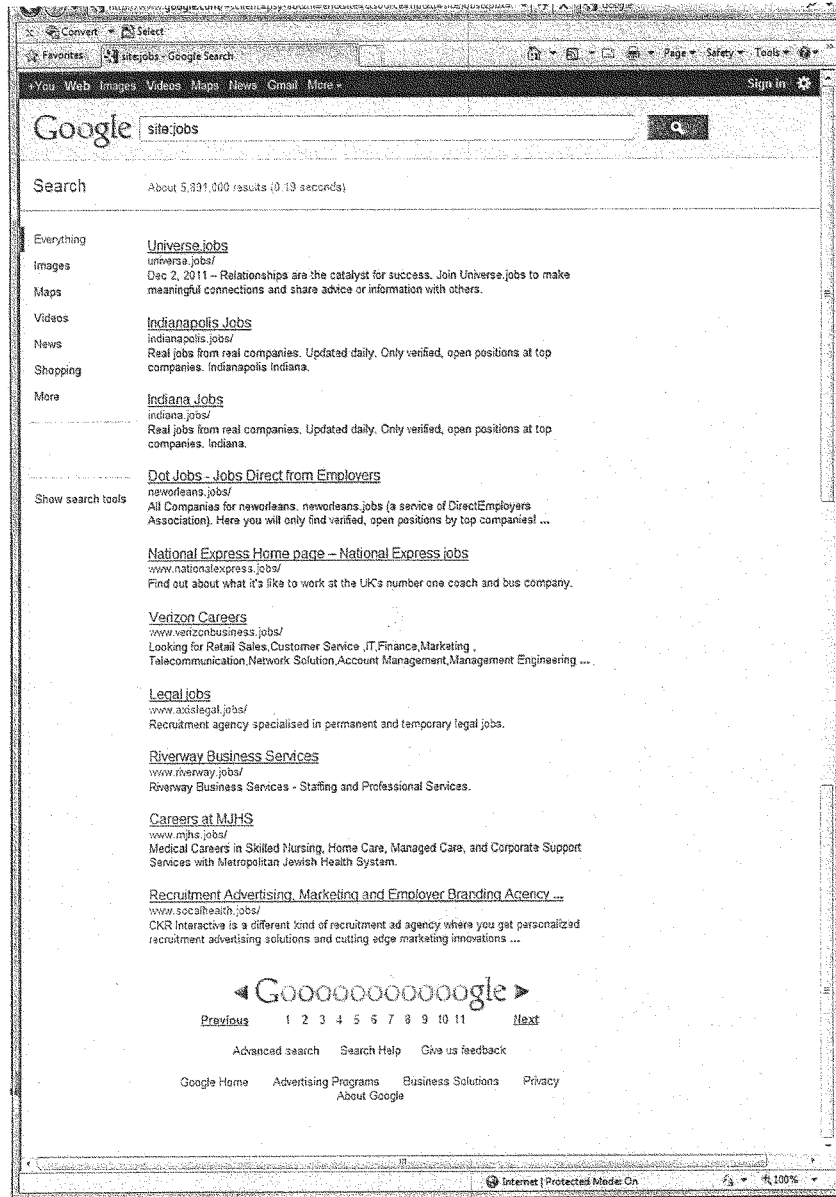 Convert Select
Favorites site:jobs - Google Search Page Safety Tools
+You Web Images Videos Maps News Gmail More Sign in
Google site:jobs
Search About 5,891,000 results (0.19 seconds)
Everything
Images
Maps
Videos
News
Shopping
More
Show search tools
Universe.jobs
universe.jobs/
Dec 2, 2011 – Relationships are the catalyst for success. Join Universe.jobs to make
meaningful connections and share advice or information with others.
Indianapolis Jobs
indianapolis.jobs/
Real jobs from real companies. Updated daily. Only verified, open positions at top
companies. Indianapolis Indiana.
Indiana Jobs
indiana.jobs/
Real jobs from real companies. Updated daily. Only verified, open positions at top
companies. Indiana.
Dot Jobs - Jobs Direct from Employers
neworleans.jobs/
All Companies for neworleans. neworleans.jobs (a service of DirectEmployers
Association). Here you will only find verified, open positions by top companies! ...
National Express Home page – National Express jobs
www.nationalexpress.jobs/
Find out about what it's like to work at the UK's number one coach and bus company.
Verizon Careers
www.verizonbusiness.jobs/
Looking for Retail Sales,Customer Service ,IT,Finance,Marketing ,
Telecommunication,Network Solution,Account Management,Management Engineering ...
Legal jobs
www.axislegal.jobs/
Recruitment agency specialised in permanent and temporary legal jobs.
Riverway Business Services
www.riverway.jobs/
Riverway Business Services - Staffing and Professional Services.
Careers at MJHS
www.mjhs.jobs/
Medical Careers in Skilled Nursing, Home Care, Managed Care, and Corporate Support
Services with Metropolitan Jewish Health System.
Recruitment Advertising, Marketing and Employer Branding Agency ...
www.socalhealth.jobs/
CKR Interactive is a different kind of recruitment ad agency where you get personalized
recruitment advertising solutions and cutting edge marketing innovations ...
Goooooooooooogle
Previous 1 2 3 4 5 6 7 8 9 10 11 Next
Advanced search Search Help Give us feedback
Google Home Advertising Programs Business Solutions Privacy
About Google
Internet | Protected Mode: On 100%